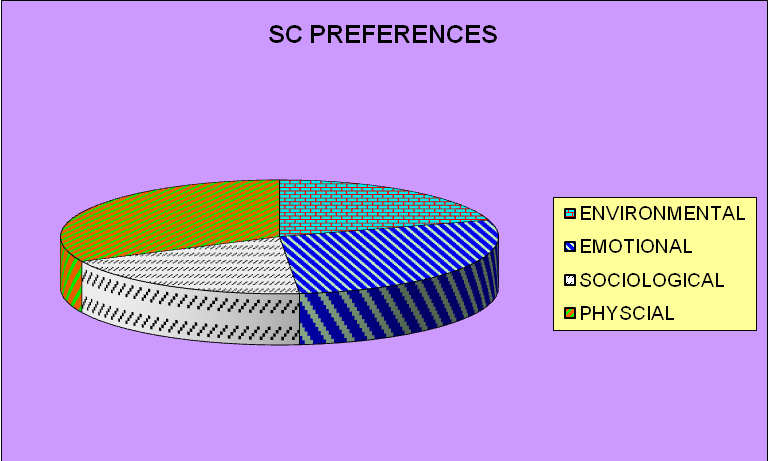 SC PREFERENCES
ENVIRONMENTAL
EMOTIONAL
SOCIOLOGICAL
PHYSCIAL